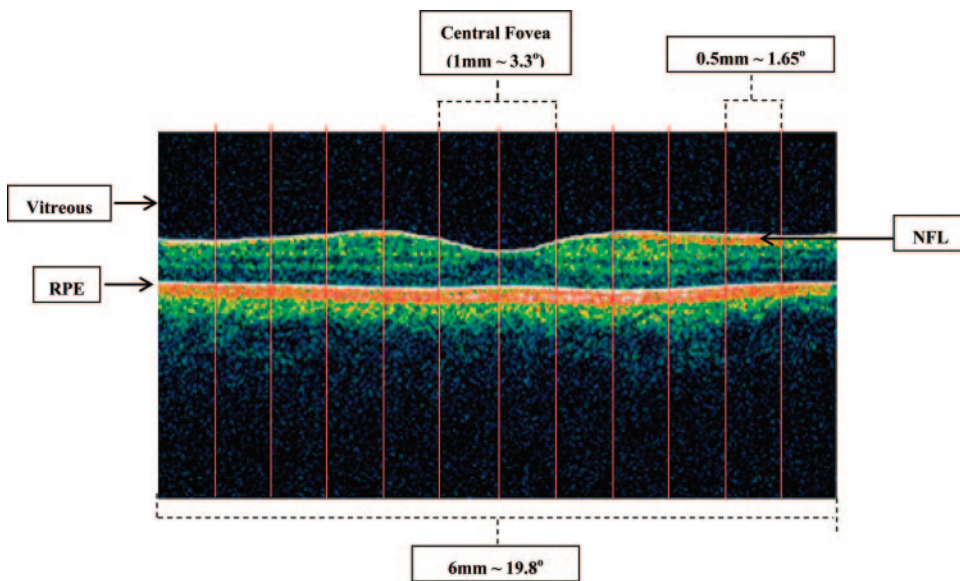 Central Fovea
(1mm ~ 3.3°)
0.5mm ~ 1.65°
Vitreous
NFL
RPE
6mm ~ 19.8°